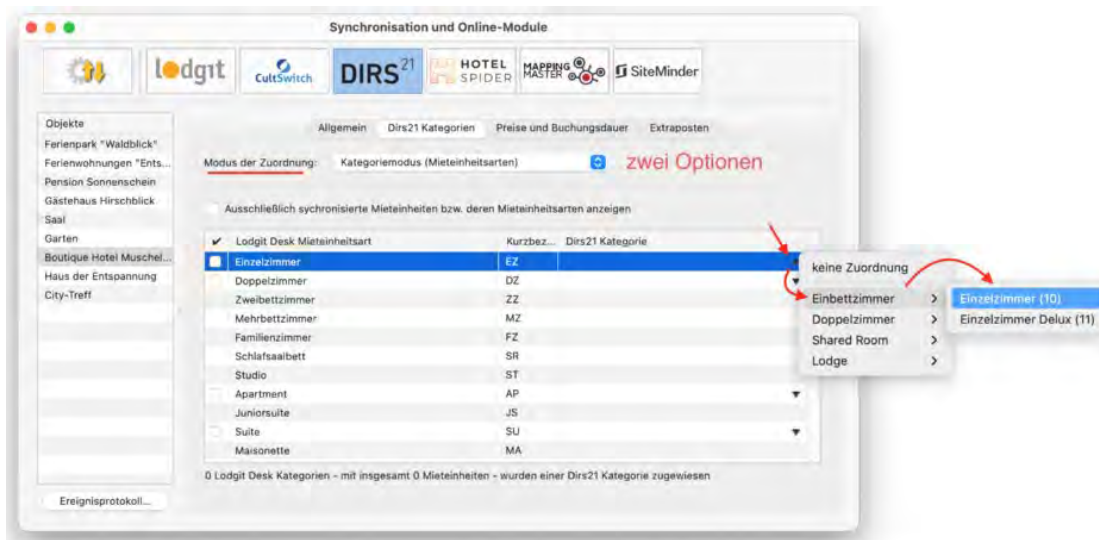 Synchronisation und Online-Module
lodgit
CultSwitch
DIRS21
HOTEL SPIDER
MAPPING MASTER
SiteMinder
Objekte
Ferienpark "Waldblick"
Ferienwohnungen "Ents...
Pension Sonnenschein
Gästehaus Hirschblick
Saal
Garten
Boutique Hotel Muschel...
Haus der Entspannung
City-Treff
Ereignisprotokoll...
Allgemein Dirs21 Kategorien Preise und Buchungsdauer Extraposten
Modus der Zuordnung: Kategoriemodus (Mieteinheitsarten) zwei Optionen
Ausschließlich sychronisierte Mieteinheiten bzw. deren Mieteinheitsarten anzeigen
Lodgit Desk Mieteinheitsart Kurzbez... Dirs21 Kategorie
Einzelzimmer EZ
Doppelzimmer DZ
Zweibettzimmer ZZ
Mehrbettzimmer MZ
Familienzimmer FZ
Schlafsaalbett SR
Studio ST
Apartment AP
Juniorsuite JS
Suite SU
Maisonette MA
0 Lodgit Desk Kategorien - mit insgesamt 0 Mieteinheiten - wurden einer Dirs21 Kategorie zugewiesen
keine Zuordnung
Einbettzimmer
Doppelzimmer
Shared Room
Lodge
Einzelzimmer (10)
Einzelzimmer Delux (11)